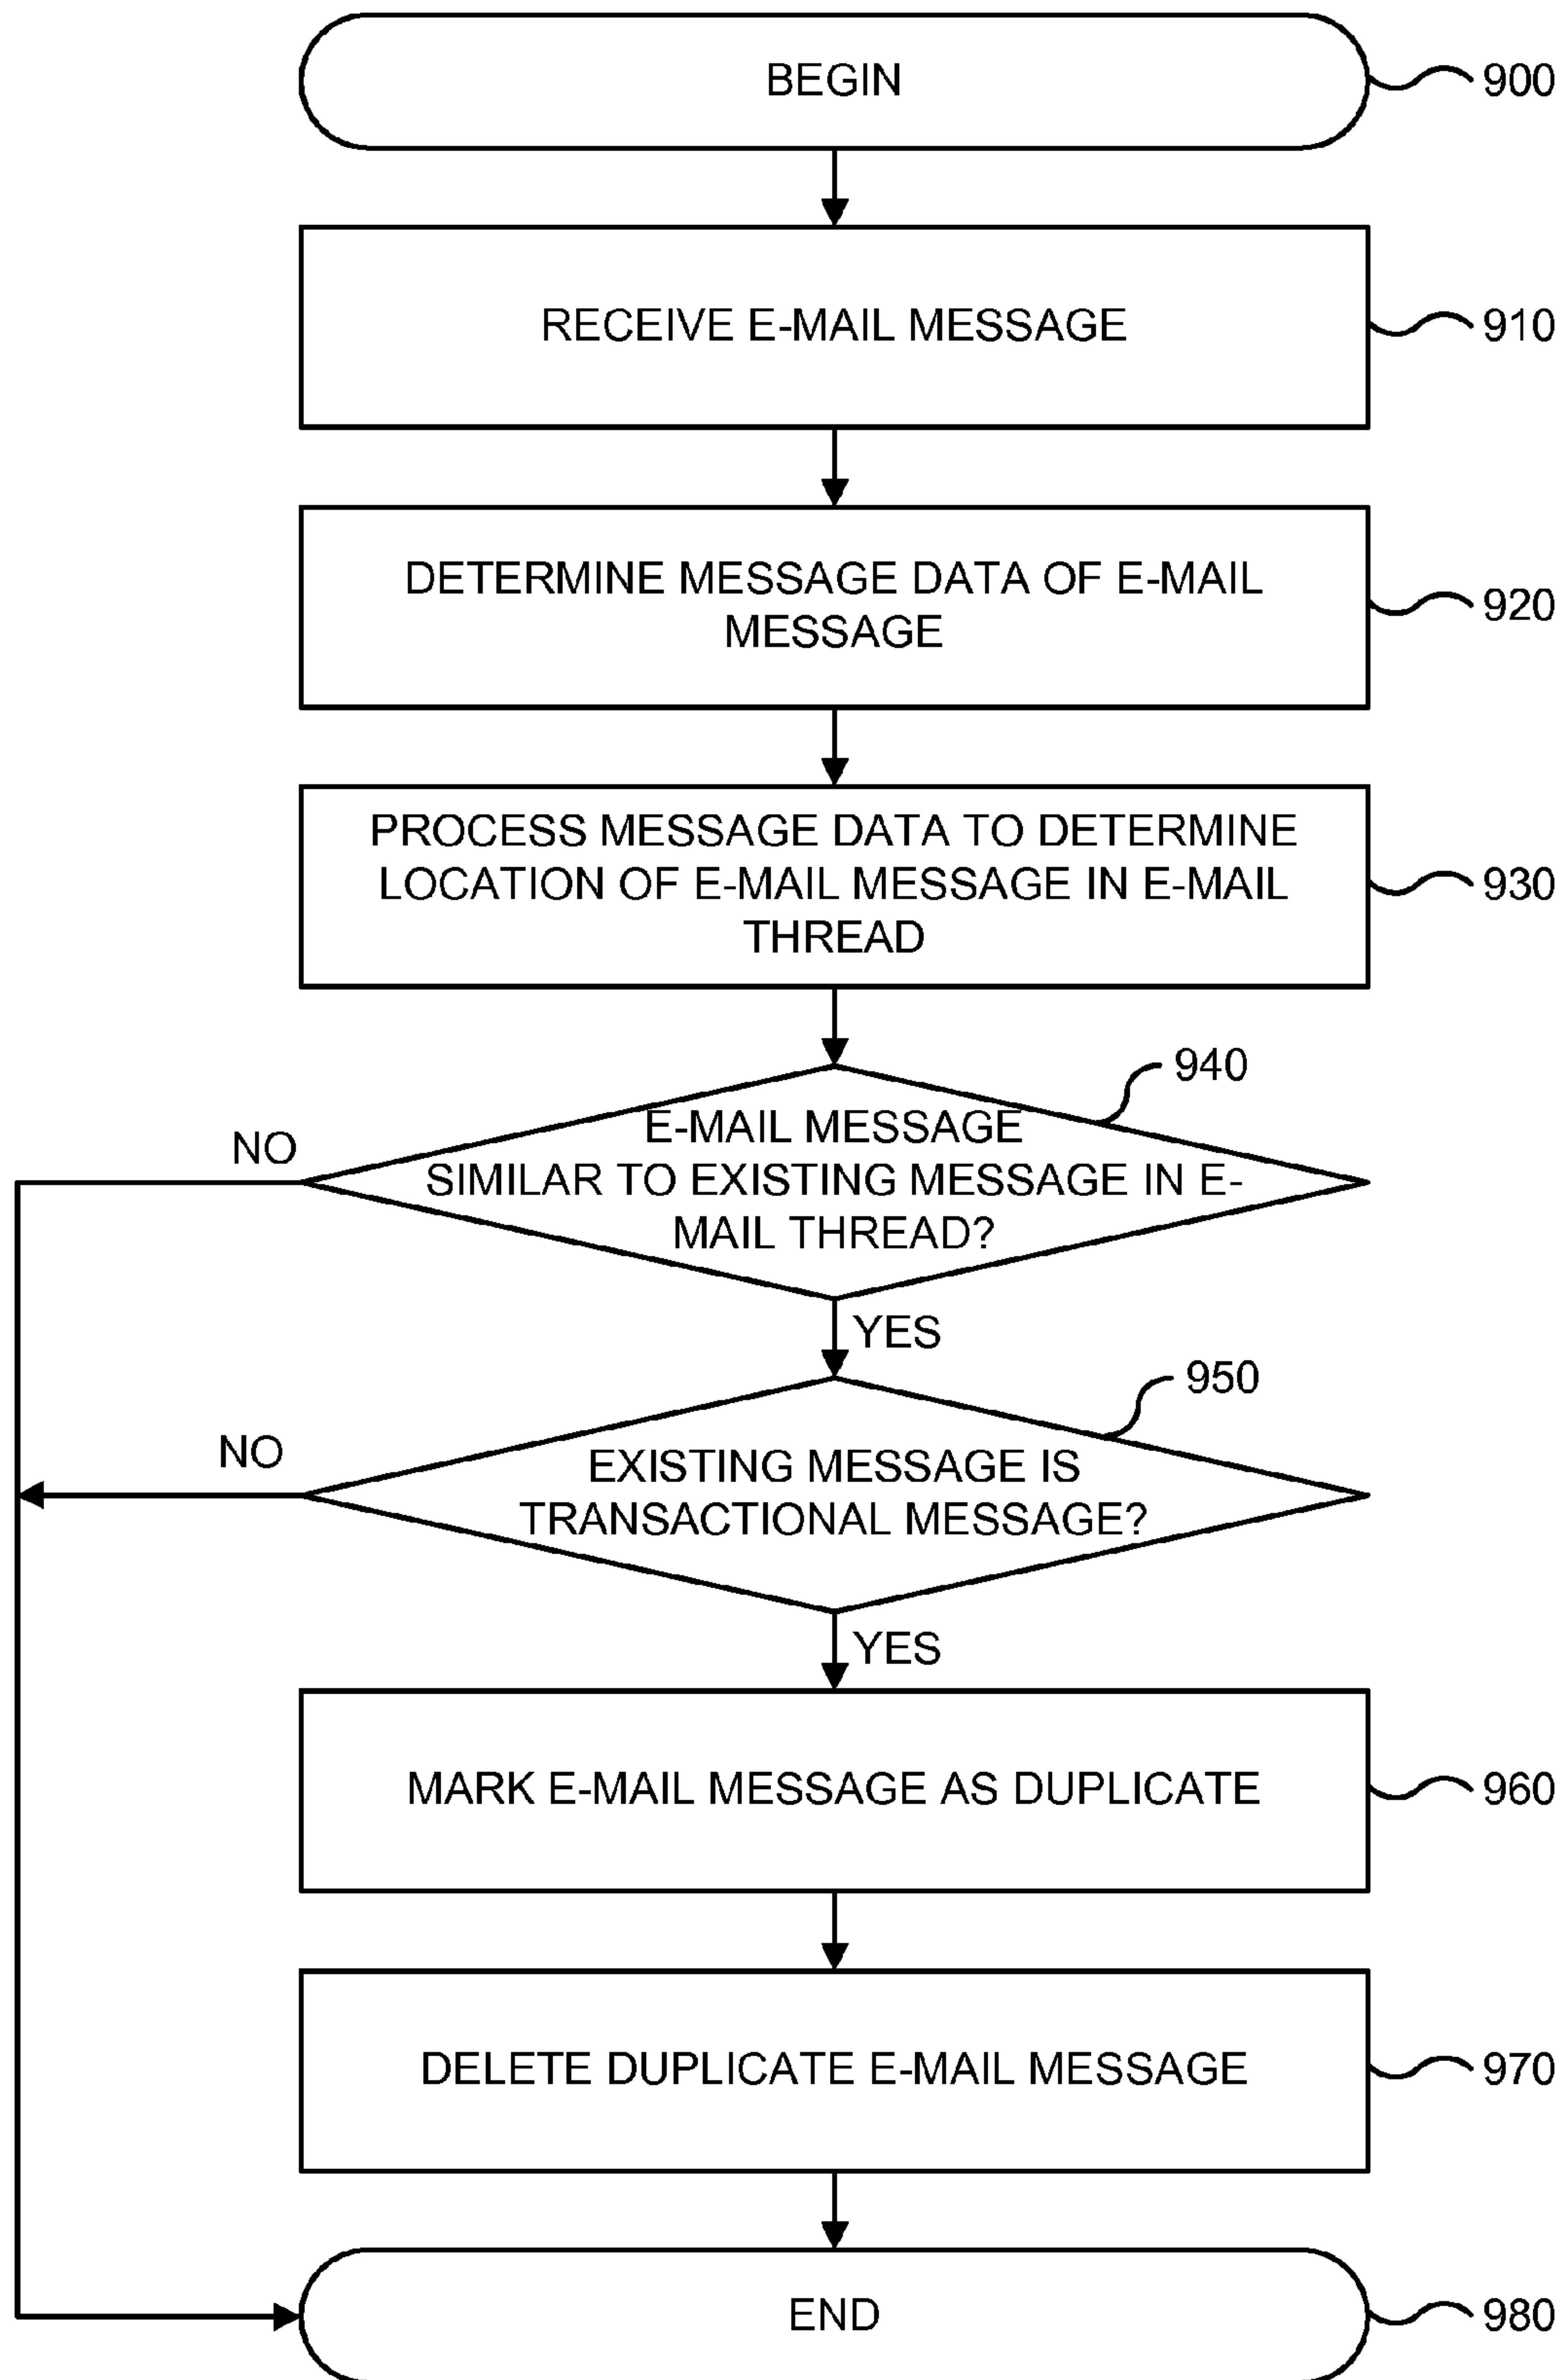 BEGIN
900
RECEIVE E-MAIL MESSAGE
910
DETERMINE MESSAGE DATA OF E-MAIL
MESSAGE
920
PROCESS MESSAGE DATA TO DETERMINE
LOCATION OF E-MAIL MESSAGE IN E-MAIL
THREAD
930
940
E-MAIL MESSAGE
SIMILAR TO EXISTING MESSAGE IN E-
MAIL THREAD?
NO
YES
950
EXISTING MESSAGE IS
TRANSACTIONAL MESSAGE?
NO
YES
MARK E-MAIL MESSAGE AS DUPLICATE
960
DELETE DUPLICATE E-MAIL MESSAGE
970
END
980